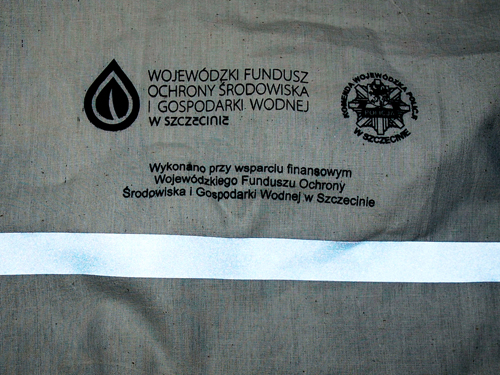 WOJEWÓDZKI FUNDUSZ
OCHRONY ŚRODOWISKA
I GOSPODARKI WODNEJ
W SZCZECINIE
KOMENDA WOJEWÓDZKA POLICJI
W SZCZECINIE
Wykonano przy wsparciu finansowym
Wojewódzkiego Funduszu Ochrony
Środowiska i Gospodarki Wodnej w Szczecinie